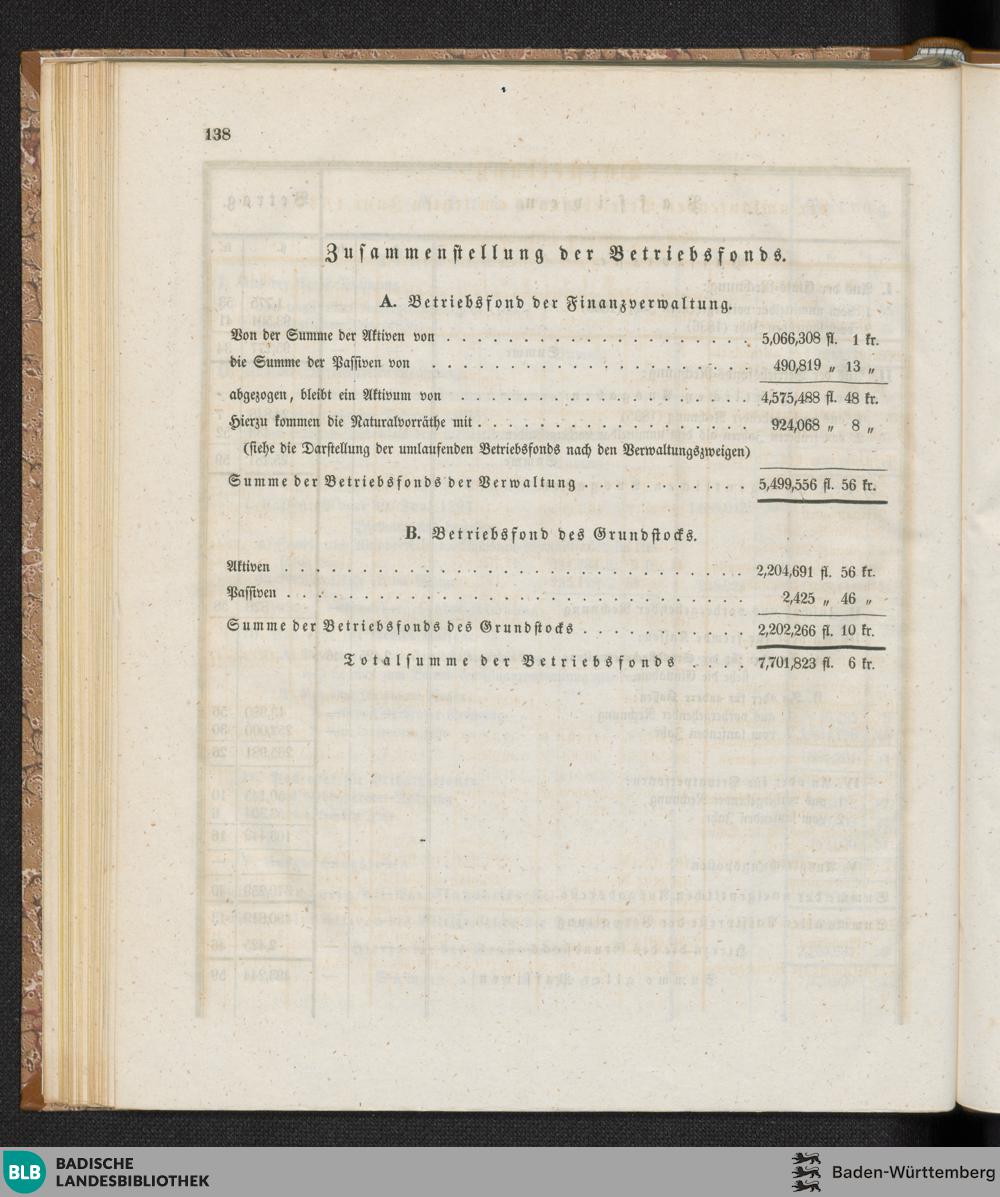 138
Zusammenstellung der Betriebsfonds.
A. Betriebsfond der Finanzverwaltung.
Von der Summe der Aktiven von . . . . . . . . . . . . . . . . . . . . 5,066,308 fl. 1 kr.
die Summe der Passiven von . . . . . . . . . . . . . . . . . . . . . 490,819 „ 13 „
abgezogen, bleibt ein Aktivum von . . . . . . . . . . . . . . . . . . . 4,575,488 fl. 48 kr.
Hierzu kommen die Naturalvorräthe mit . . . . . . . . . . . . . . . . . . 924,068 „ 8 „
(siehe die Darstellung der umlaufenden Betriebsfonds nach den Verwaltungszweigen)
Summe der Betriebsfonds der Verwaltung . . . . . . . . . . . 5,499,556 fl. 56 kr.
B. Betriebsfond des Grundstocks.
Aktiven . . . . . . . . . . . . . . . . . . . . . . . . . . . . . . 2,204,691 fl. 56 kr.
Passiven . . . . . . . . . . . . . . . . . . . . . . . . . . . . . . 2,425 „ 46 „
Summe der Betriebsfonds des Grundstocks . . . . . . . . . . . 2,202,266 fl. 10 kr.
Totalsumme der Betriebsfonds . . . . 7,701,823 fl. 6 kr.
BLB BADISCHE
LANDESBIBLIOTHEK
Baden-Württemberg